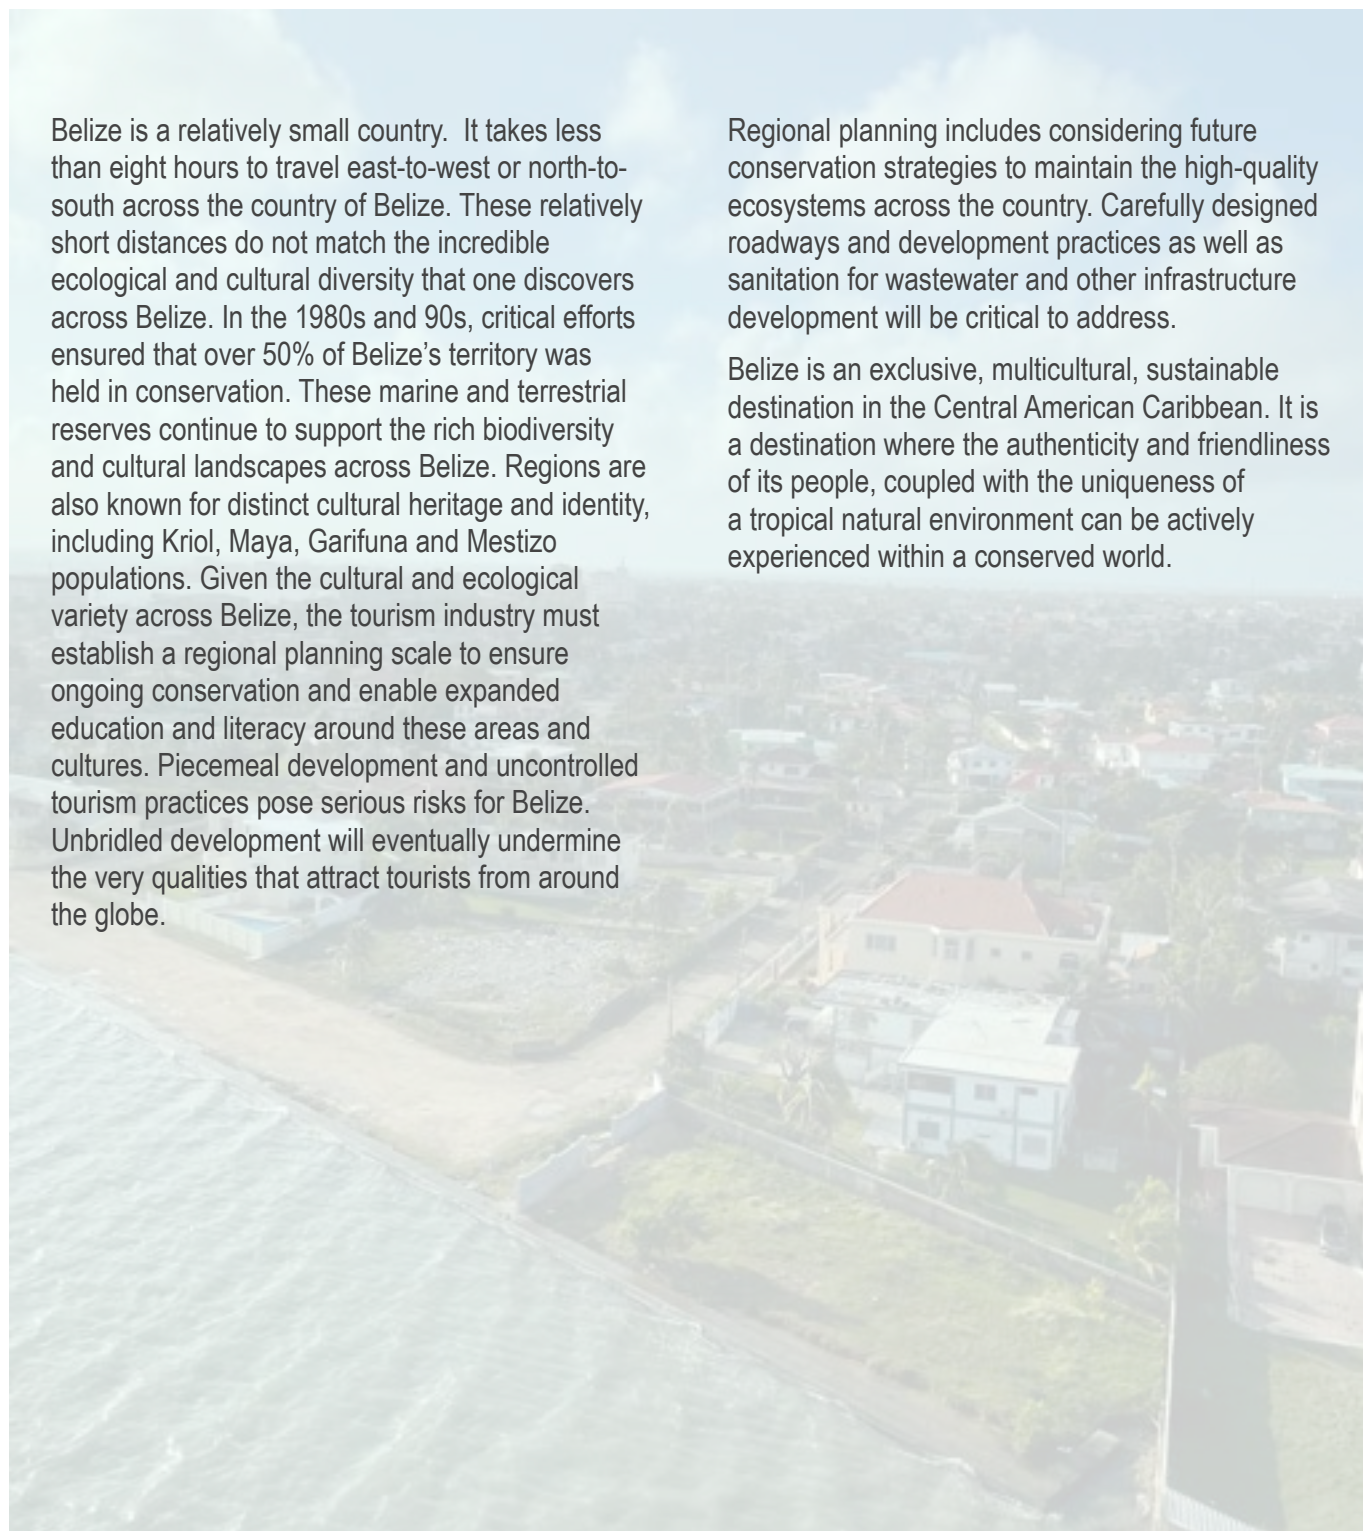 Belize is a relatively small country.  It takes less
than eight hours to travel east-to-west or north-to-
south across the country of Belize. These relatively
short distances do not match the incredible
ecological and cultural diversity that one discovers
across Belize. In the 1980s and 90s, critical efforts
ensured that over 50% of Belize’s territory was
held in conservation. These marine and terrestrial
reserves continue to support the rich biodiversity
and cultural landscapes across Belize. Regions are
also known for distinct cultural heritage and identity,
including Kriol, Maya, Garifuna and Mestizo
populations. Given the cultural and ecological
variety across Belize, the tourism industry must
establish a regional planning scale to ensure
ongoing conservation and enable expanded
education and literacy around these areas and
cultures. Piecemeal development and uncontrolled
tourism practices pose serious risks for Belize.
Unbridled development will eventually undermine
the very qualities that attract tourists from around
the globe.
Regional planning includes considering future
conservation strategies to maintain the high-quality
ecosystems across the country. Carefully designed
roadways and development practices as well as
sanitation for wastewater and other infrastructure
development will be critical to address.
Belize is an exclusive, multicultural, sustainable
destination in the Central American Caribbean. It is
a destination where the authenticity and friendliness
of its people, coupled with the uniqueness of
a tropical natural environment can be actively
experienced within a conserved world.